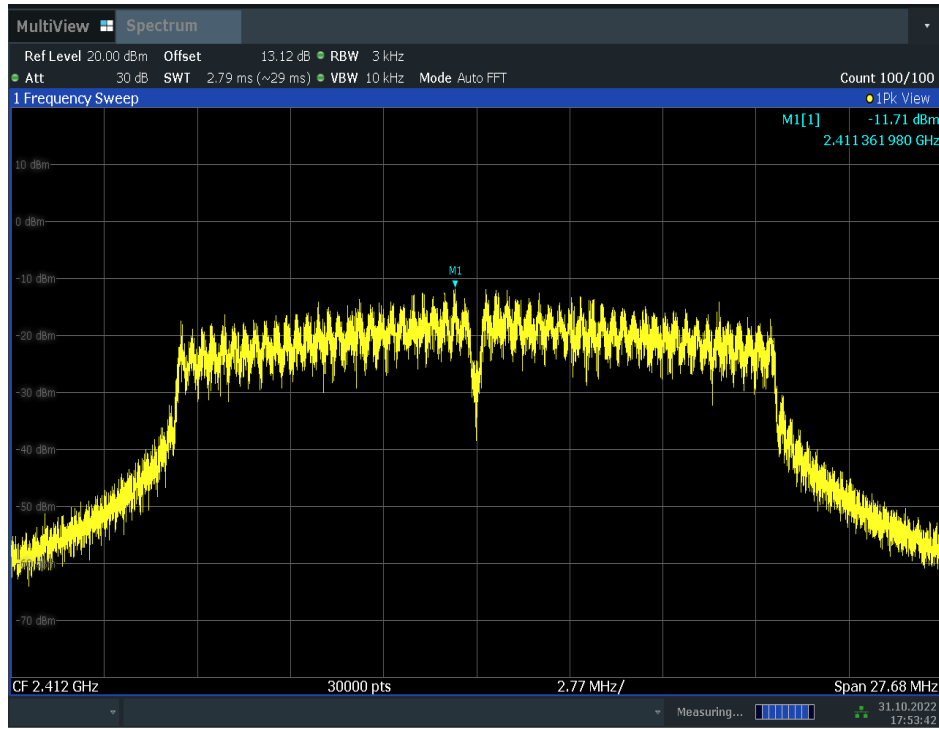 MultiView Spectrum
Ref Level 20.00 dBm Offset 13.12 dB RBW 3 kHz
Att 30 dB SWT 2.79 ms (~29 ms) VBW 10 kHz Mode Auto FFT Count 100/100
1 Frequency Sweep 1Pk View
M1[1] -11.71 dBm
2.411 361 980 GHz
10 dBm
0 dBm
M1
-10 dBm
-20 dBm
-30 dBm
-40 dBm
-50 dBm
-70 dBm
CF 2.412 GHz 30000 pts 2.77 MHz/ Span 27.68 MHz
Measuring... 31.10.2022
17:53:42